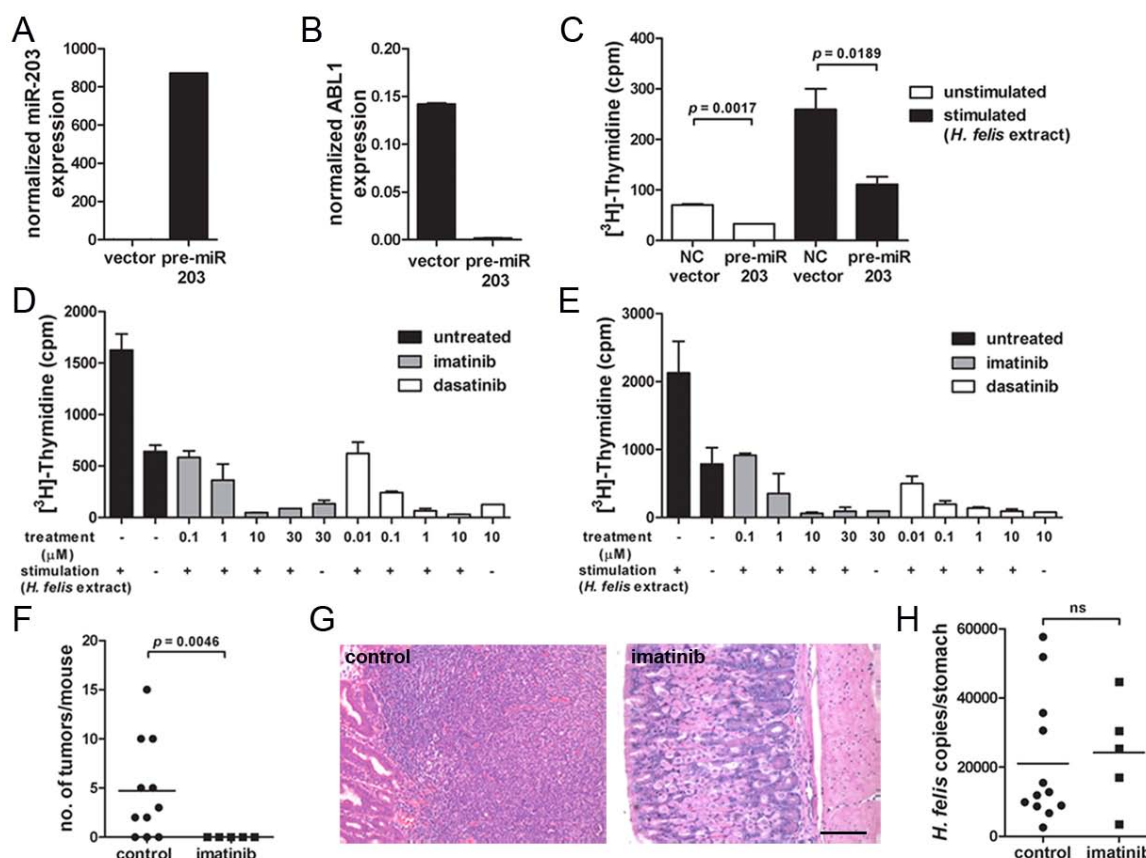 A
normalized miR-203
expression
1000
800
600
400
200
0
vector pre-miR
203
B
normalized ABL1
expression
0.20
0.15
0.10
0.05
0.00
vector pre-miR
203
C
[³H]-Thymidine (cpm)
400
300
200
100
0
p = 0.0017
p = 0.0189
NC
vector
pre-miR
203
NC
vector
pre-miR
203
unstimulated
stimulated
(H. felis extract)
D
[³H]-Thymidine (cpm)
2000
1500
1000
500
0
untreated
imatinib
dasatinib
treatment - - 0.1 1 10 30 30 0.01 0.1 1 10 10
(μM)
stimulation + - + + + + - + + + + -
(H. felis extract)
E
[³H]-Thymidine (cpm)
3000
2000
1000
0
untreated
imatinib
dasatinib
treatment - - 0.1 1 10 30 30 0.01 0.1 1 10 10
(μM)
stimulation + - + + + + - + + + + -
(H. felis extract)
F
no. of tumors/mouse
20
15
10
5
0
p = 0.0046
control imatinib
G
control
imatinib
H
H. felis copies/stomach
60000
40000
20000
0
ns
control imatinib